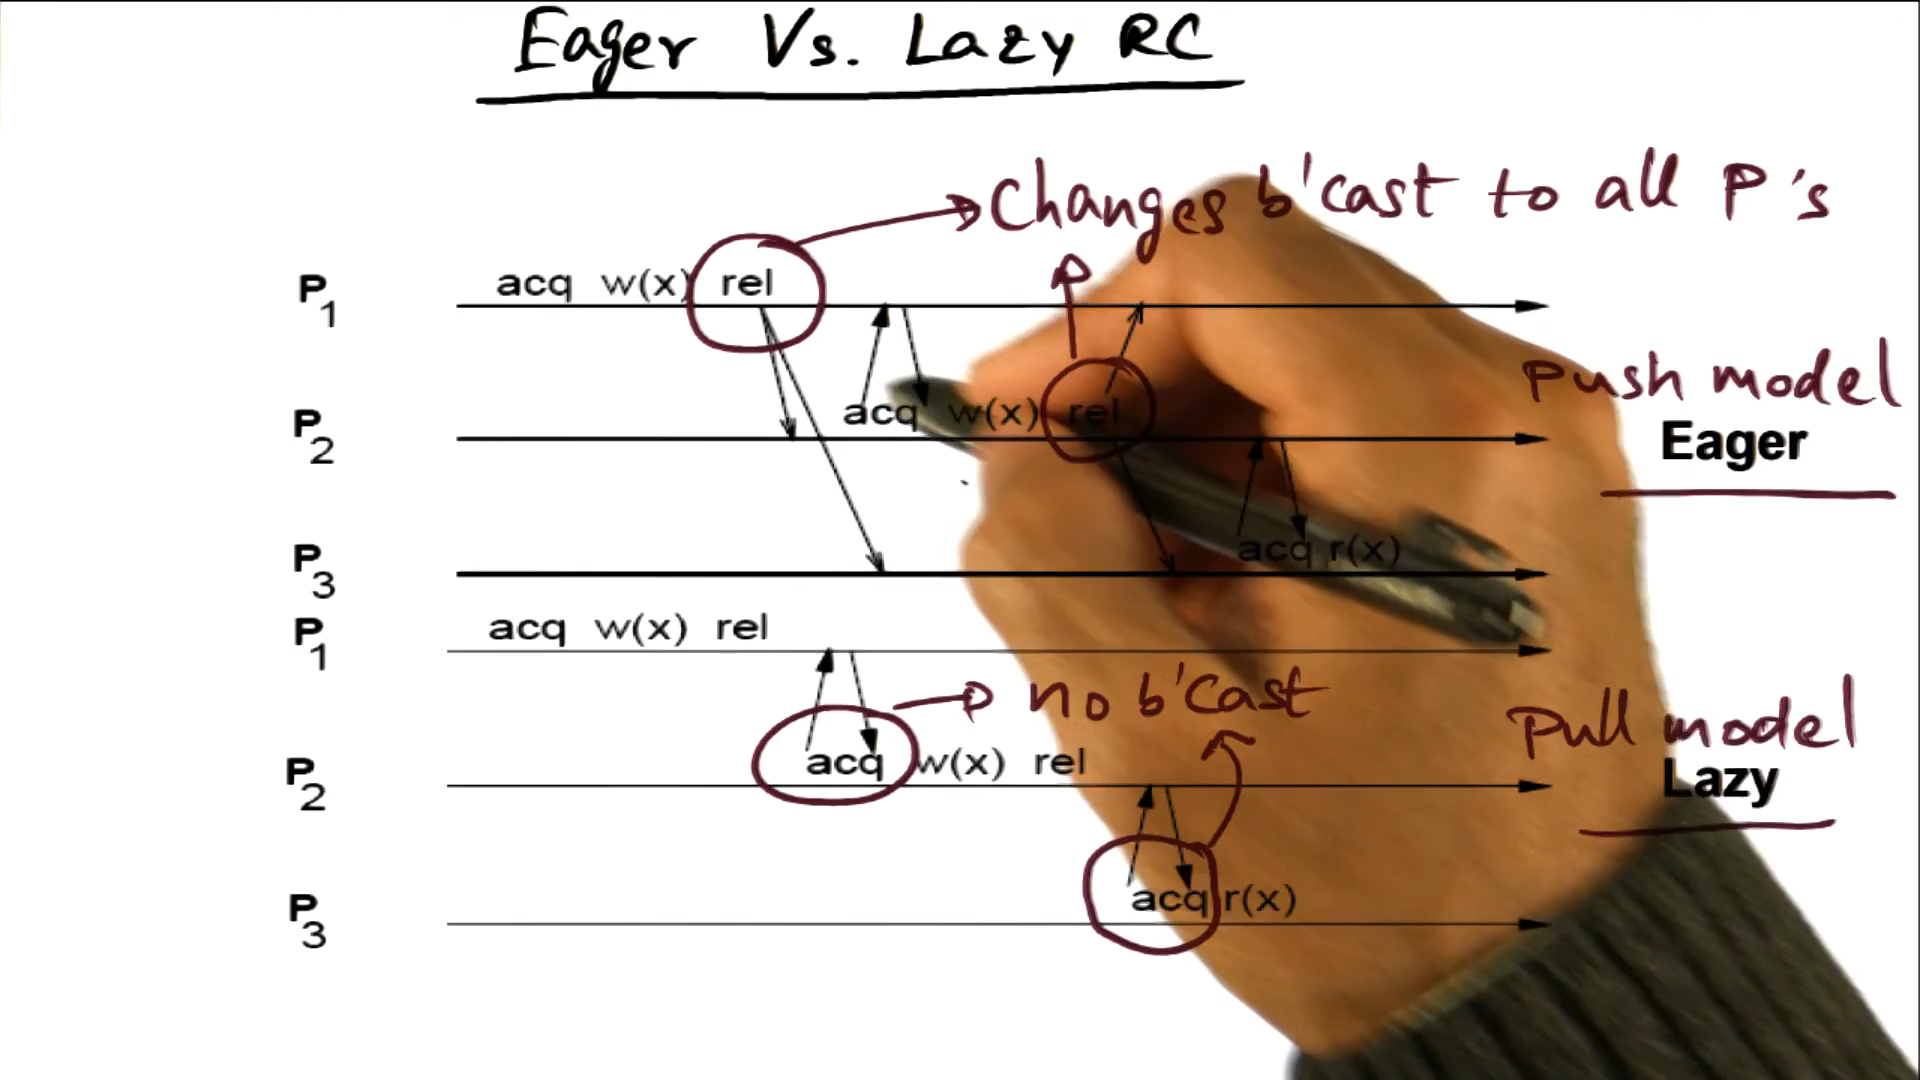 Eager Vs. Lazy RC
Changes b'cast to all P's
P1 acq w(x) rel
Push model
P2 acq w(x) rel
Eager
P3 acq r(x)
P1 acq w(x) rel
no b'cast
Pull model
P2 acq w(x) rel
Lazy
P3 acq r(x)